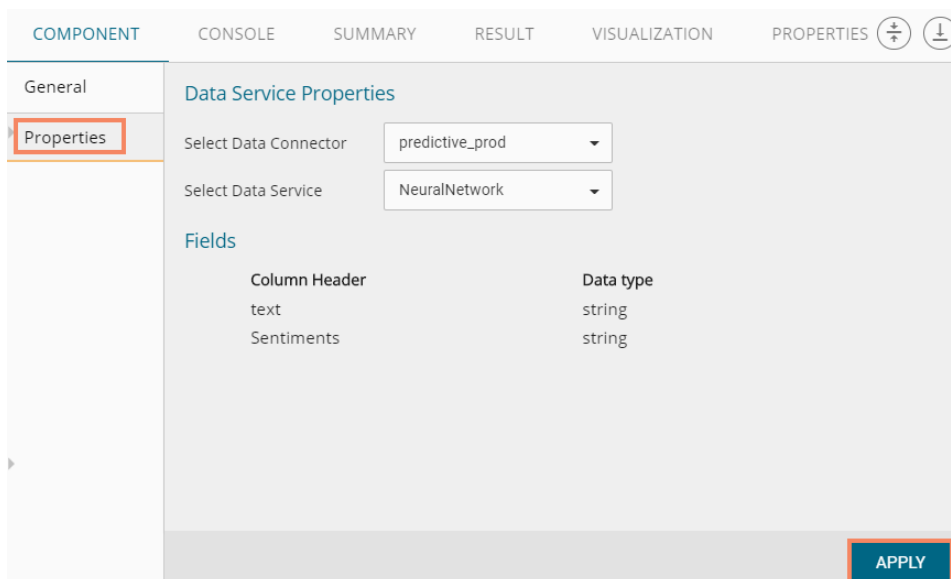 COMPONENT CONSOLE SUMMARY RESULT VISUALIZATION PROPERTIES
General
Properties
Data Service Properties
Select Data Connector predictive_prod
Select Data Service NeuralNetwork
Fields
Column Header Data type
text string
Sentiments string
APPLY